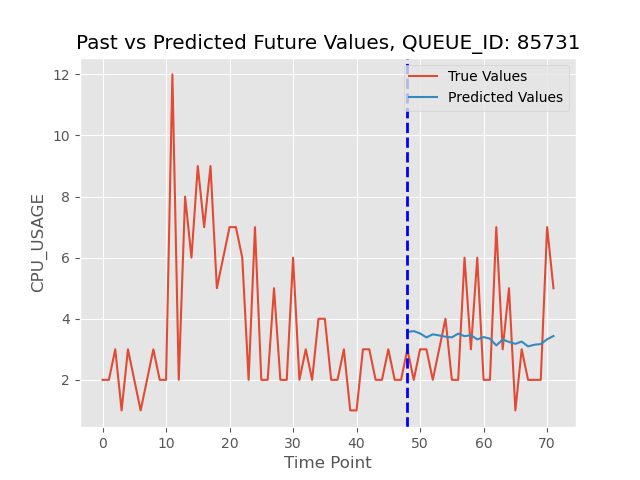 Past vs Predicted Future Values, QUEUE_ID: 85731
True Values
Predicted Values
12
10
8
6
4
2
CPU_USAGE
0 10 20 30 40 50 60 70
Time Point